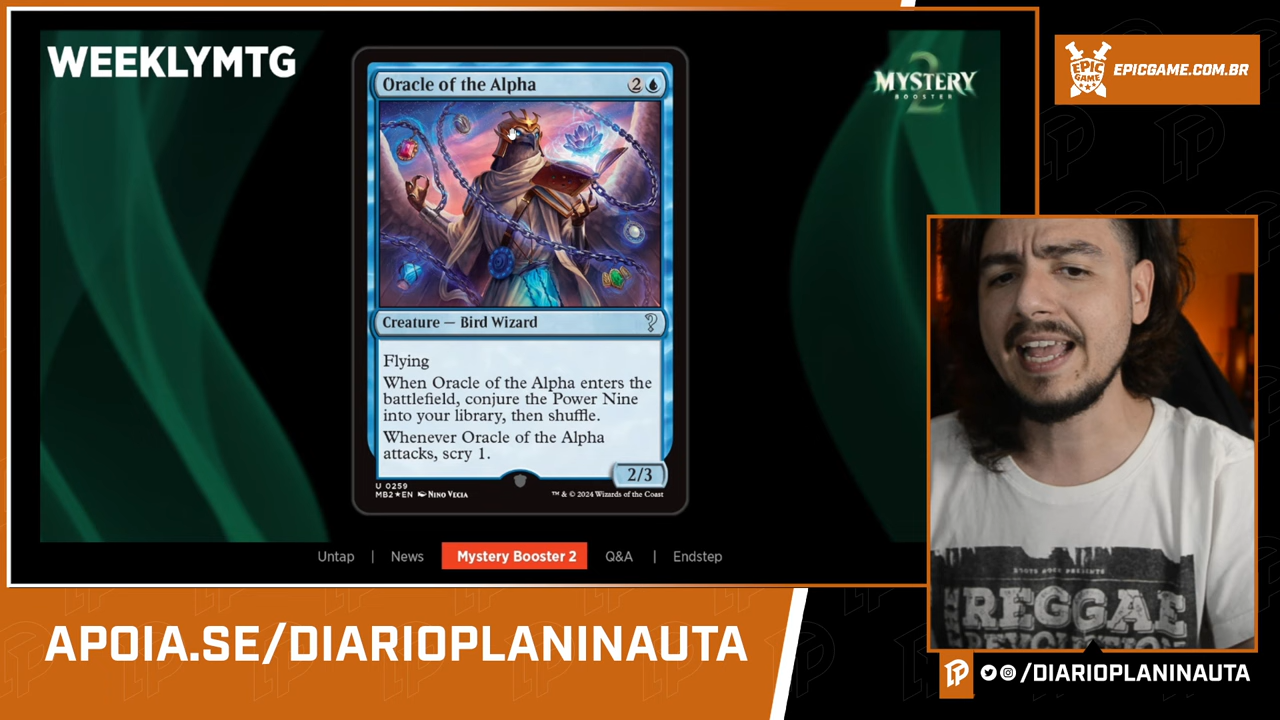 WEEKLYMTG
Oracle of the Alpha 2
Creature — Bird Wizard
Flying
When Oracle of the Alpha enters the
battlefield, conjure the Power Nine
into your library, then shuffle.
Whenever Oracle of the Alpha
attacks, scry 1.
2/3
U 0259
MB2★EN NINO VECIA
™ & © 2024 Wizards of the Coast
MYSTERY
BOOSTER
2
Untap | News Mystery Booster 2 Q&A | Endstep
EPIC GAME
EPICGAME.COM.BR
REGGAE
APOIA.SE/DIARIOPLANINAUTA
/DIARIOPLANINAUTA